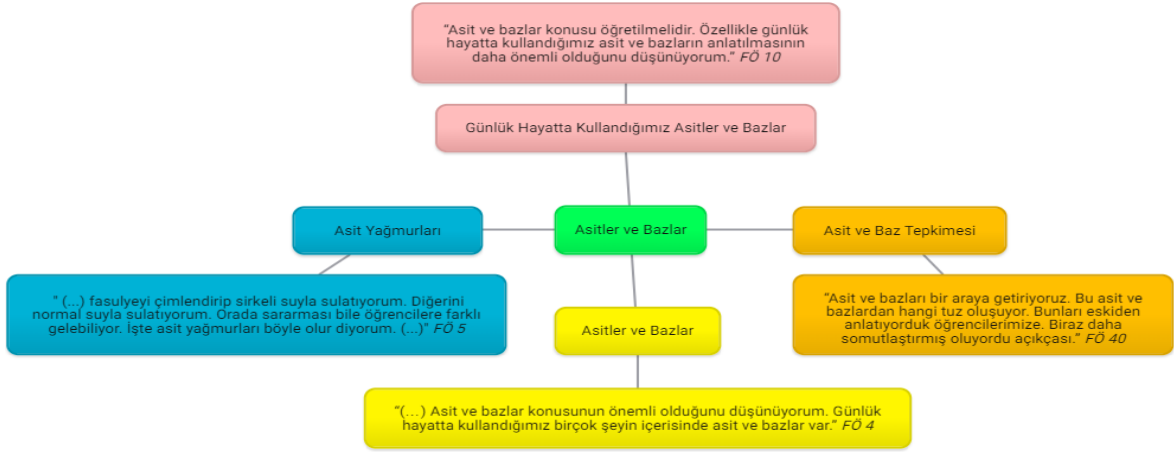 “Asit ve bazlar konusu öğretilmelidir. Özellikle günlük
hayatta kullandığımız asit ve bazların anlatılmasının
daha önemli olduğunu düşünüyorum.” FÖ 10
Günlük Hayatta Kullandığımız Asitler ve Bazlar
Asit Yağmurları
Asitler ve Bazlar
Asit ve Baz Tepkimesi
“ (...) fasulyeyi çimlendirip sirkeli suyla sulatıyorum. Diğerini
normal suyla sulatıyorum. Orada sararması bile öğrencilere farklı
gelebiliyor. İşte asit yağmurları böyle olur diyorum. (...)” FÖ 5
“Asit ve bazları bir araya getiriyoruz. Bu asit ve
bazlardan hangi tuz oluşuyor. Bunları eskiden
anlatıyorduk öğrencilerimize. Biraz daha
somutlaştırmış oluyordu açıkçası.” FÖ 40
Asitler ve Bazlar
“(...) Asit ve bazlar konusunun önemli olduğunu düşünüyorum. Günlük
hayatta kullandığımız birçok şeyin içerisinde asit ve bazlar var.” FÖ 4